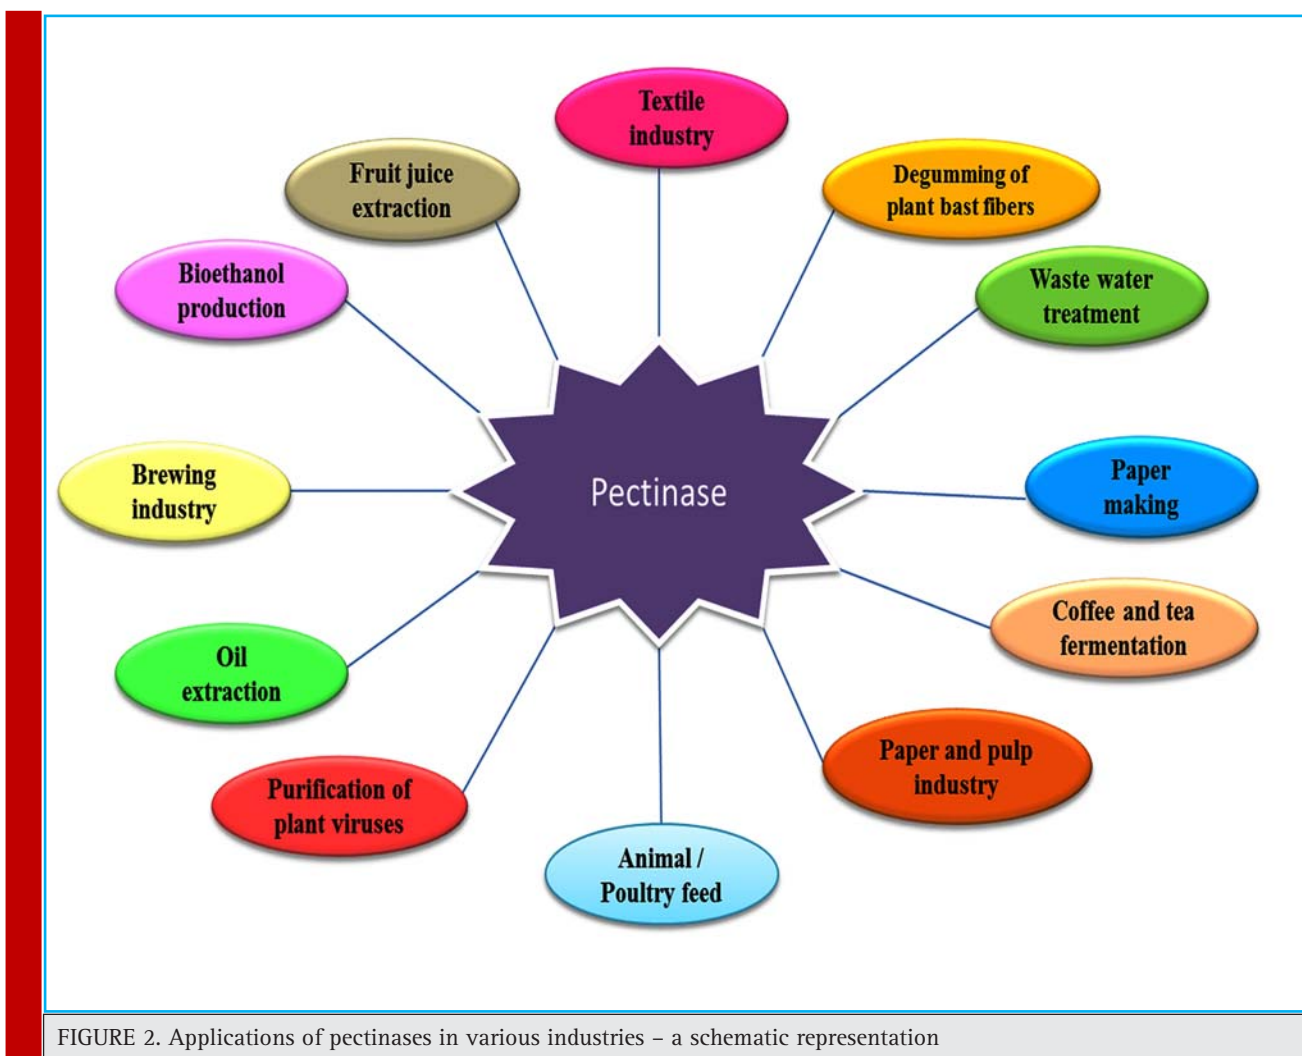 Textile
industry
Degumming of
plant bast fibers
Waste water
treatment
Paper
making
Coffee and tea
fermentation
Paper and pulp
industry
Animal /
Poultry feed
Purification of
plant viruses
Oil
extraction
Brewing
industry
Bioethanol
production
Fruit juice
extraction
Pectinase
FIGURE 2. Applications of pectinases in various industries – a schematic representation